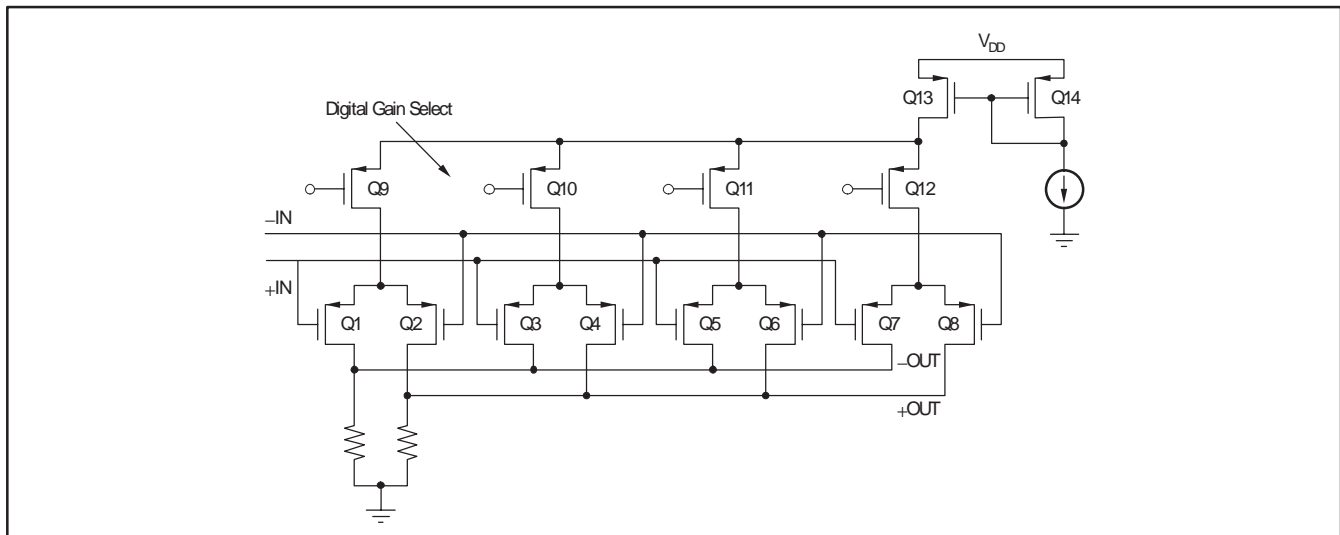 V_DD
Q13
Q14
Digital Gain Select
Q9
Q10
Q11
Q12
–IN
+IN
Q1
Q2
Q3
Q4
Q5
Q6
Q7
Q8
–OUT
+OUT